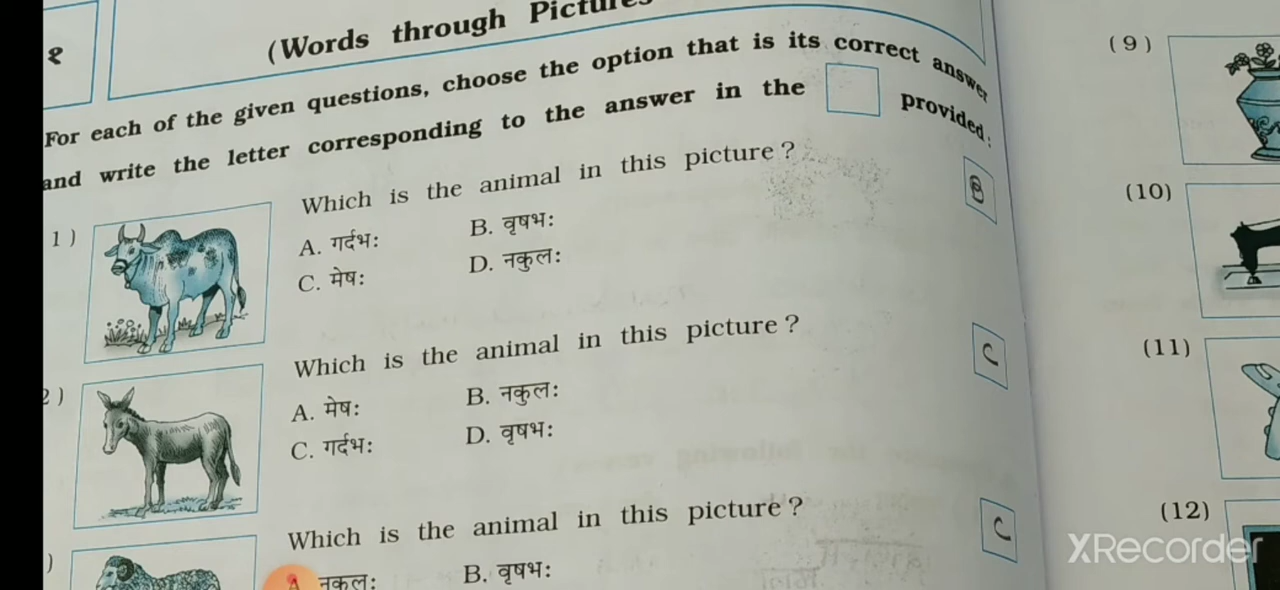 १
(Words through
For each of the given questions, choose the option that is its correct answer
and write the letter corresponding to the answer in the provided:
1) Which is the animal in this picture? B
A. गर्दभः B. वृषभः
C. मेषः D. नकुलः
2) Which is the animal in this picture? C
A. मेषः B. नकुलः
C. गर्दभः D. वृषभः
) Which is the animal in this picture? C
A नकुलः B. वृषभः
(9)
(10)
(11)
(12)
XRecorder